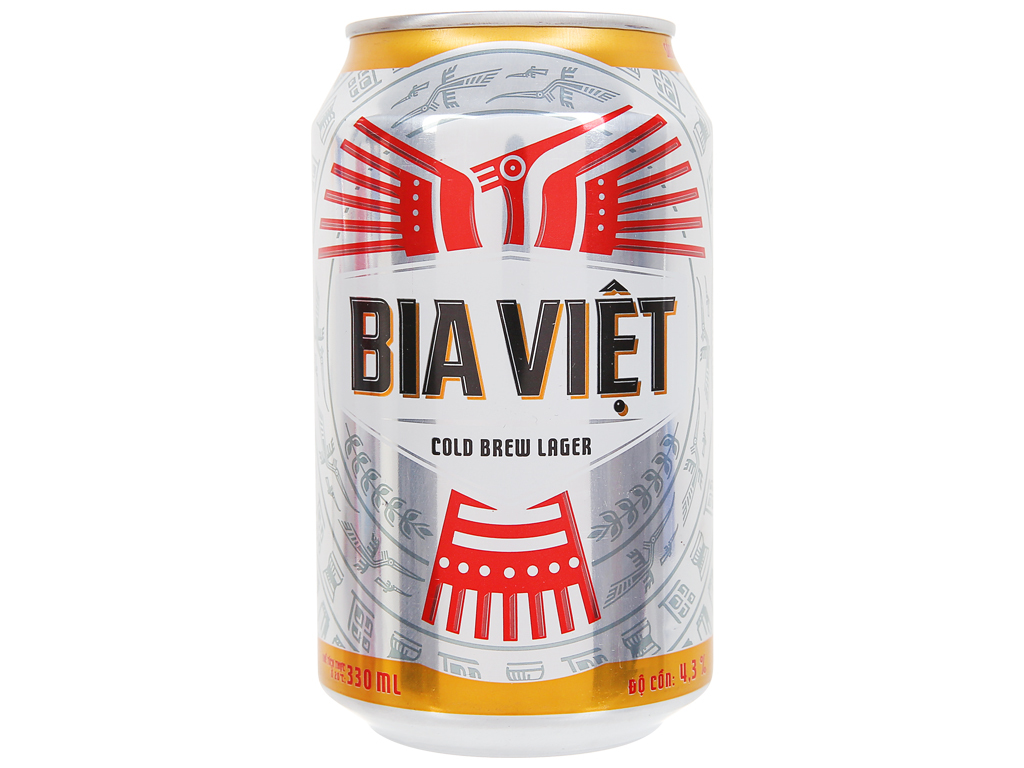 BIA VIỆT
COLD BREW LAGER
330 ML
Độ cồn: 4,3 %